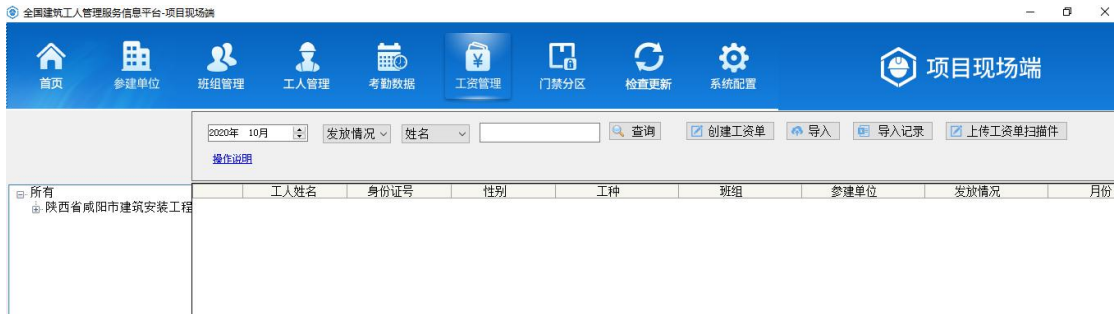 全国建筑工人管理服务信息平台-项目现场端
首页 参建单位 班组管理 工人管理 考勤数据 工资管理 门禁分区 检查更新 系统配置 项目现场端
2020年 10月 发放情况 姓名 查询 创建工资单 导入 导入记录 上传工资单扫描件
操作说明
所有 工人姓名 身份证号 性别 工种 班组 参建单位 发放情况 月份
陕西省咸阳市建筑安装工程